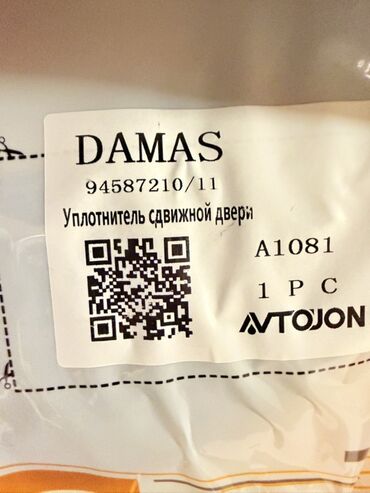 DAMAS
94587210/11
Уплотнитель сдвижной двери
A1081
1 PC
AVTOJON